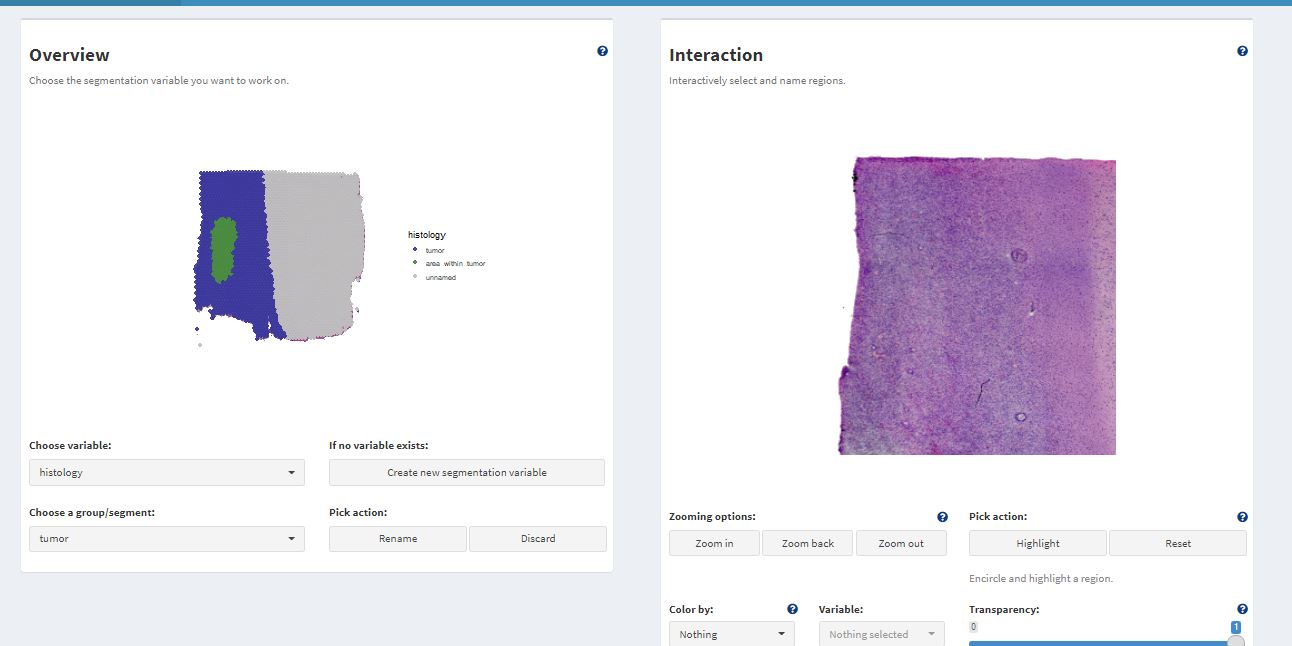 Overview
Choose the segmentation variable you want to work on.
histology
tumor
area within tumor
unnamed
Choose variable:
If no variable exists:
histology
Create new segmentation variable
Choose a group/segment:
Pick action:
tumor
Rename
Discard
Interaction
Interactively select and name regions.
Zooming options:
Pick action:
Zoom in
Zoom back
Zoom out
Highlight
Reset
Encircle and highlight a region.
Color by:
Variable:
Transparency:
0
1
Nothing
Nothing selected